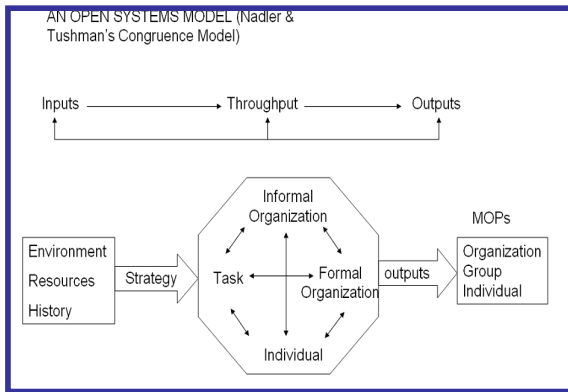 AN OPEN SYSTEMS MODEL (Nadler &
Tushman's Congruence Model)
Inputs
Throughput
Outputs
Informal
Organization
MOPs
Environment
Resources
History
Strategy
Task
Formal
Organization
outputs
Organization
Group
Individual
Individual